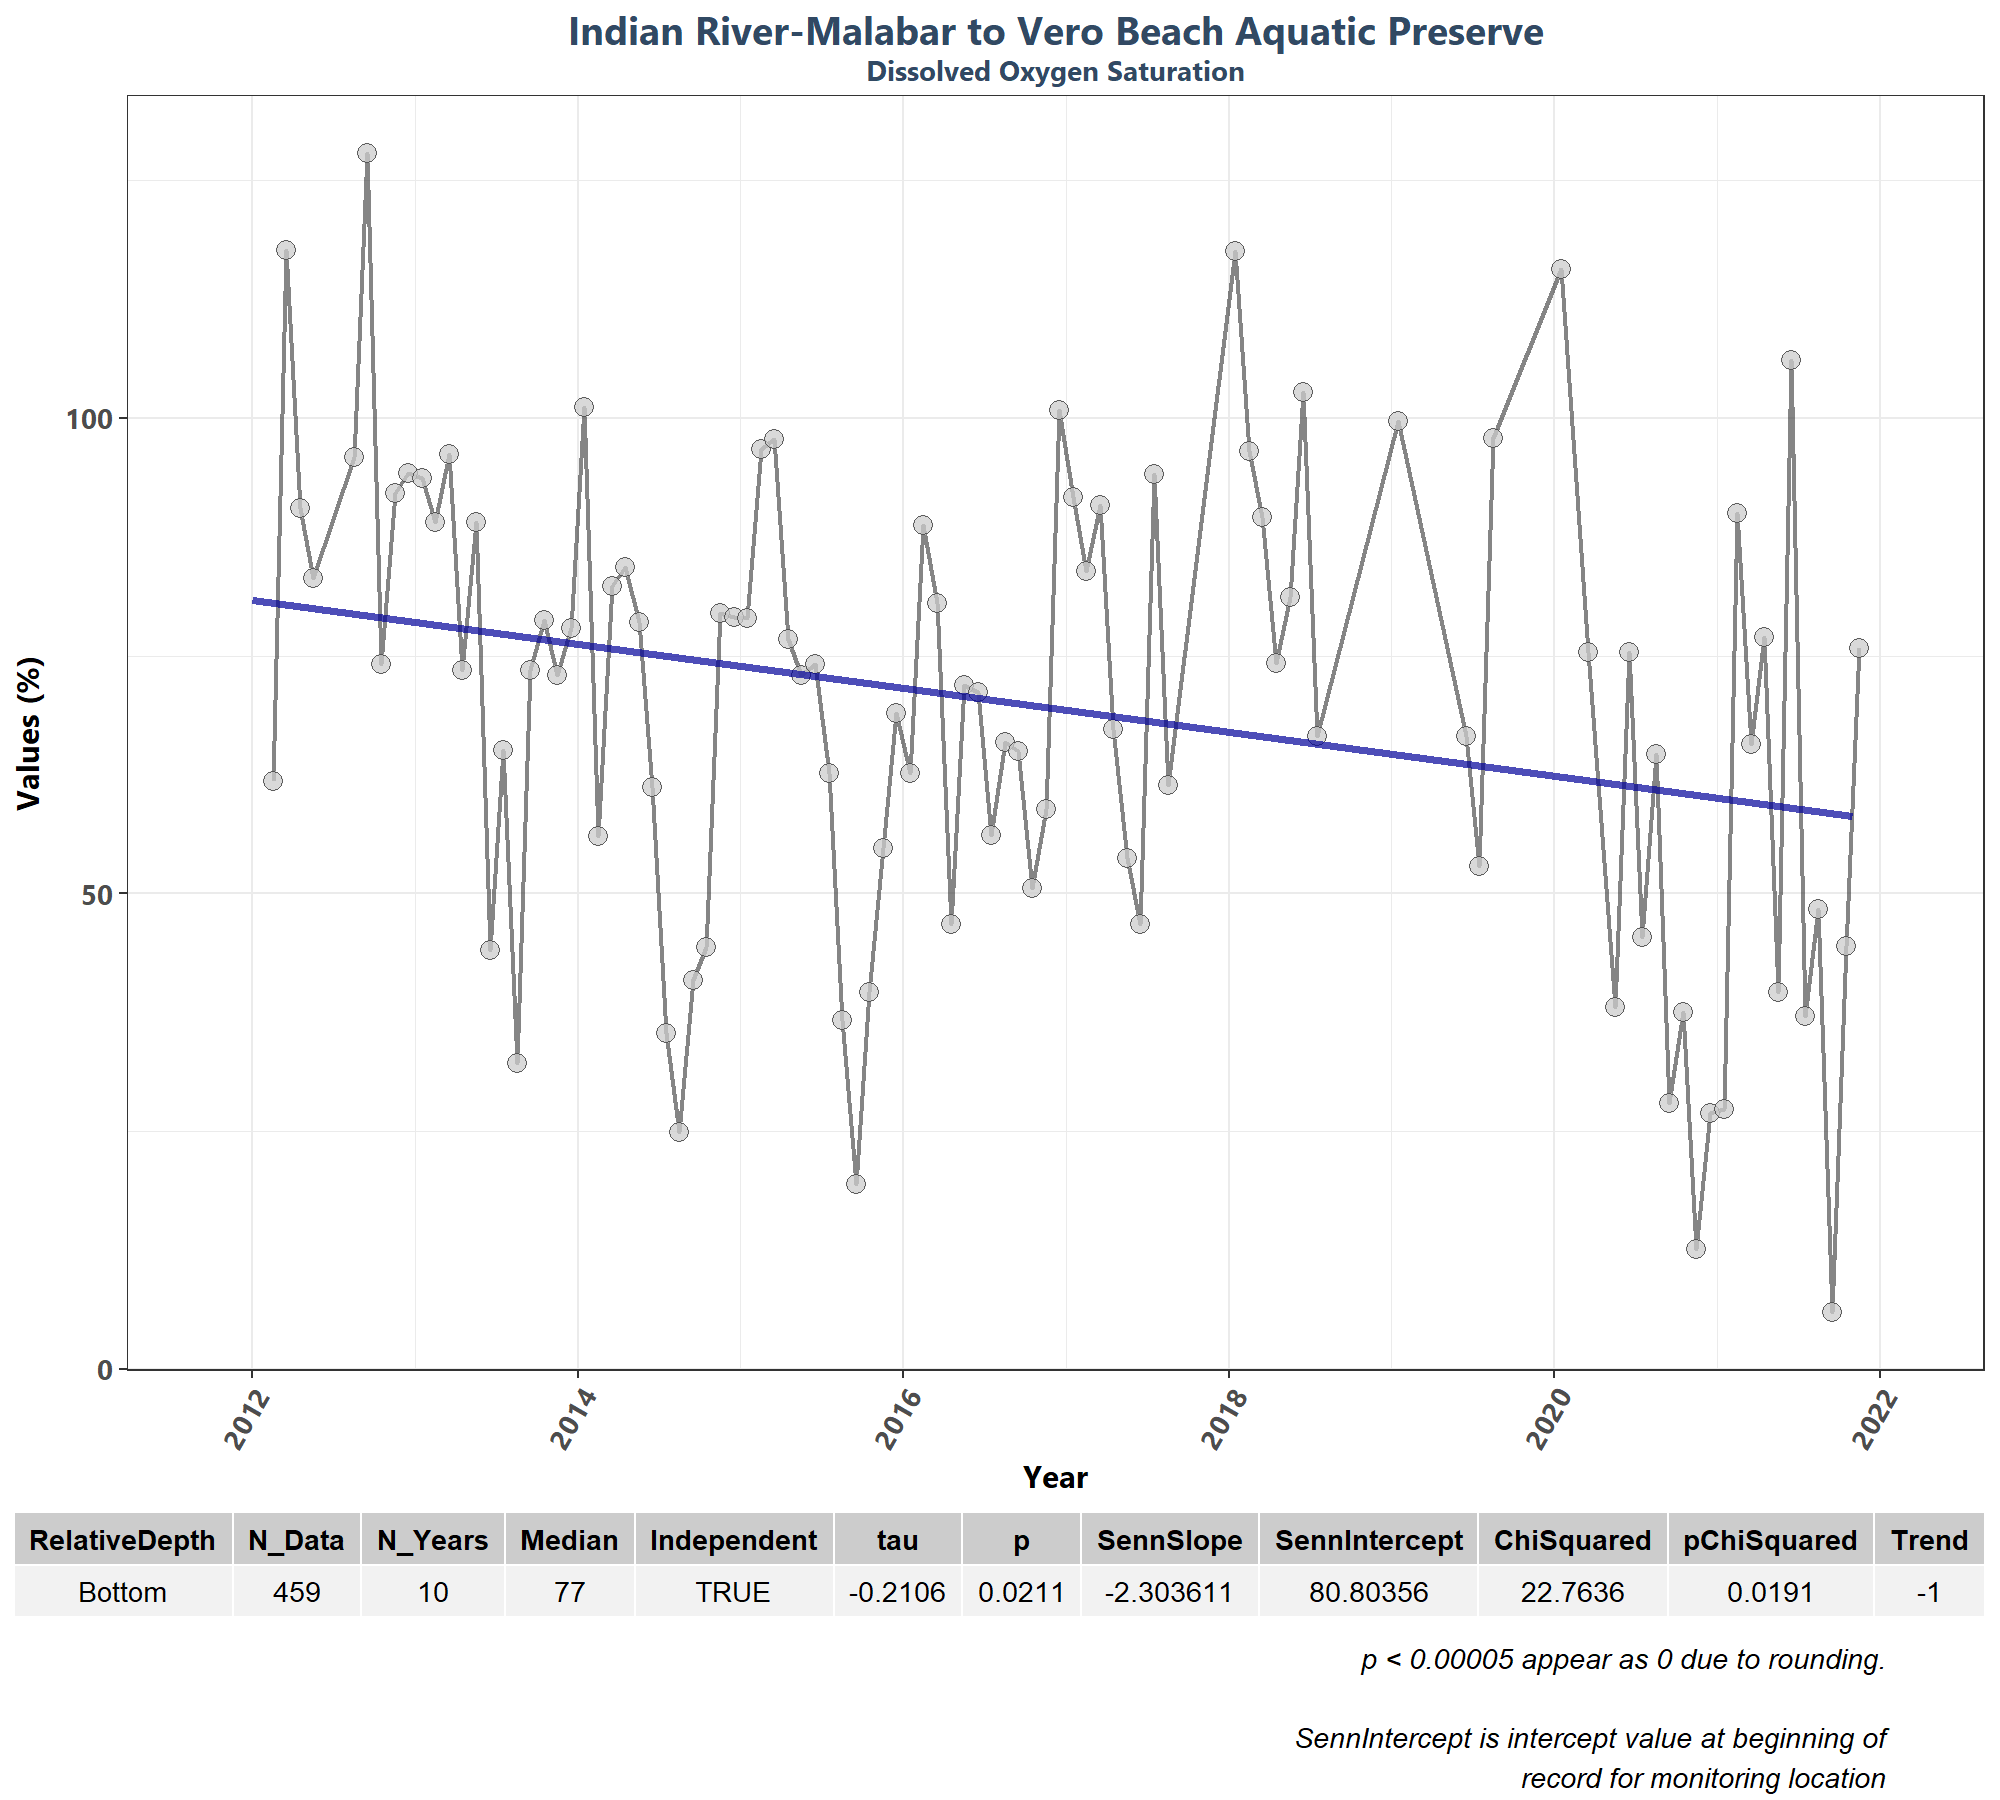 Indian River-Malabar to Vero Beach Aquatic Preserve
Dissolved Oxygen Saturation
Values (%)
100
50
0
2012
2014
2016
2018
2020
2022
Year
RelativeDepth N_Data N_Years Median Independent tau p SennSlope SennIntercept ChiSquared pChiSquared Trend
Bottom 459 10 77 TRUE -0.2106 0.0211 -2.303611 80.80356 22.7636 0.0191 -1
p < 0.00005 appear as 0 due to rounding.
SennIntercept is intercept value at beginning of
record for monitoring location